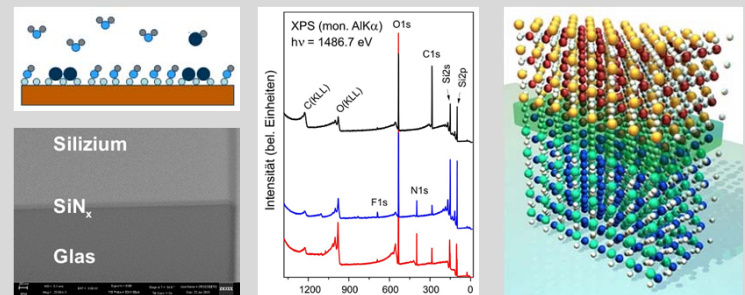 Silizium
SiNx
Glas
XPS (mon. AlKα)
hν = 1486.7 eV
O1s
C1s
Si2s
Si2p
C(KLL)
O(KLL)
F1s
N1s
Intensität (bel. Einheiten)
1200 900 600 300 0